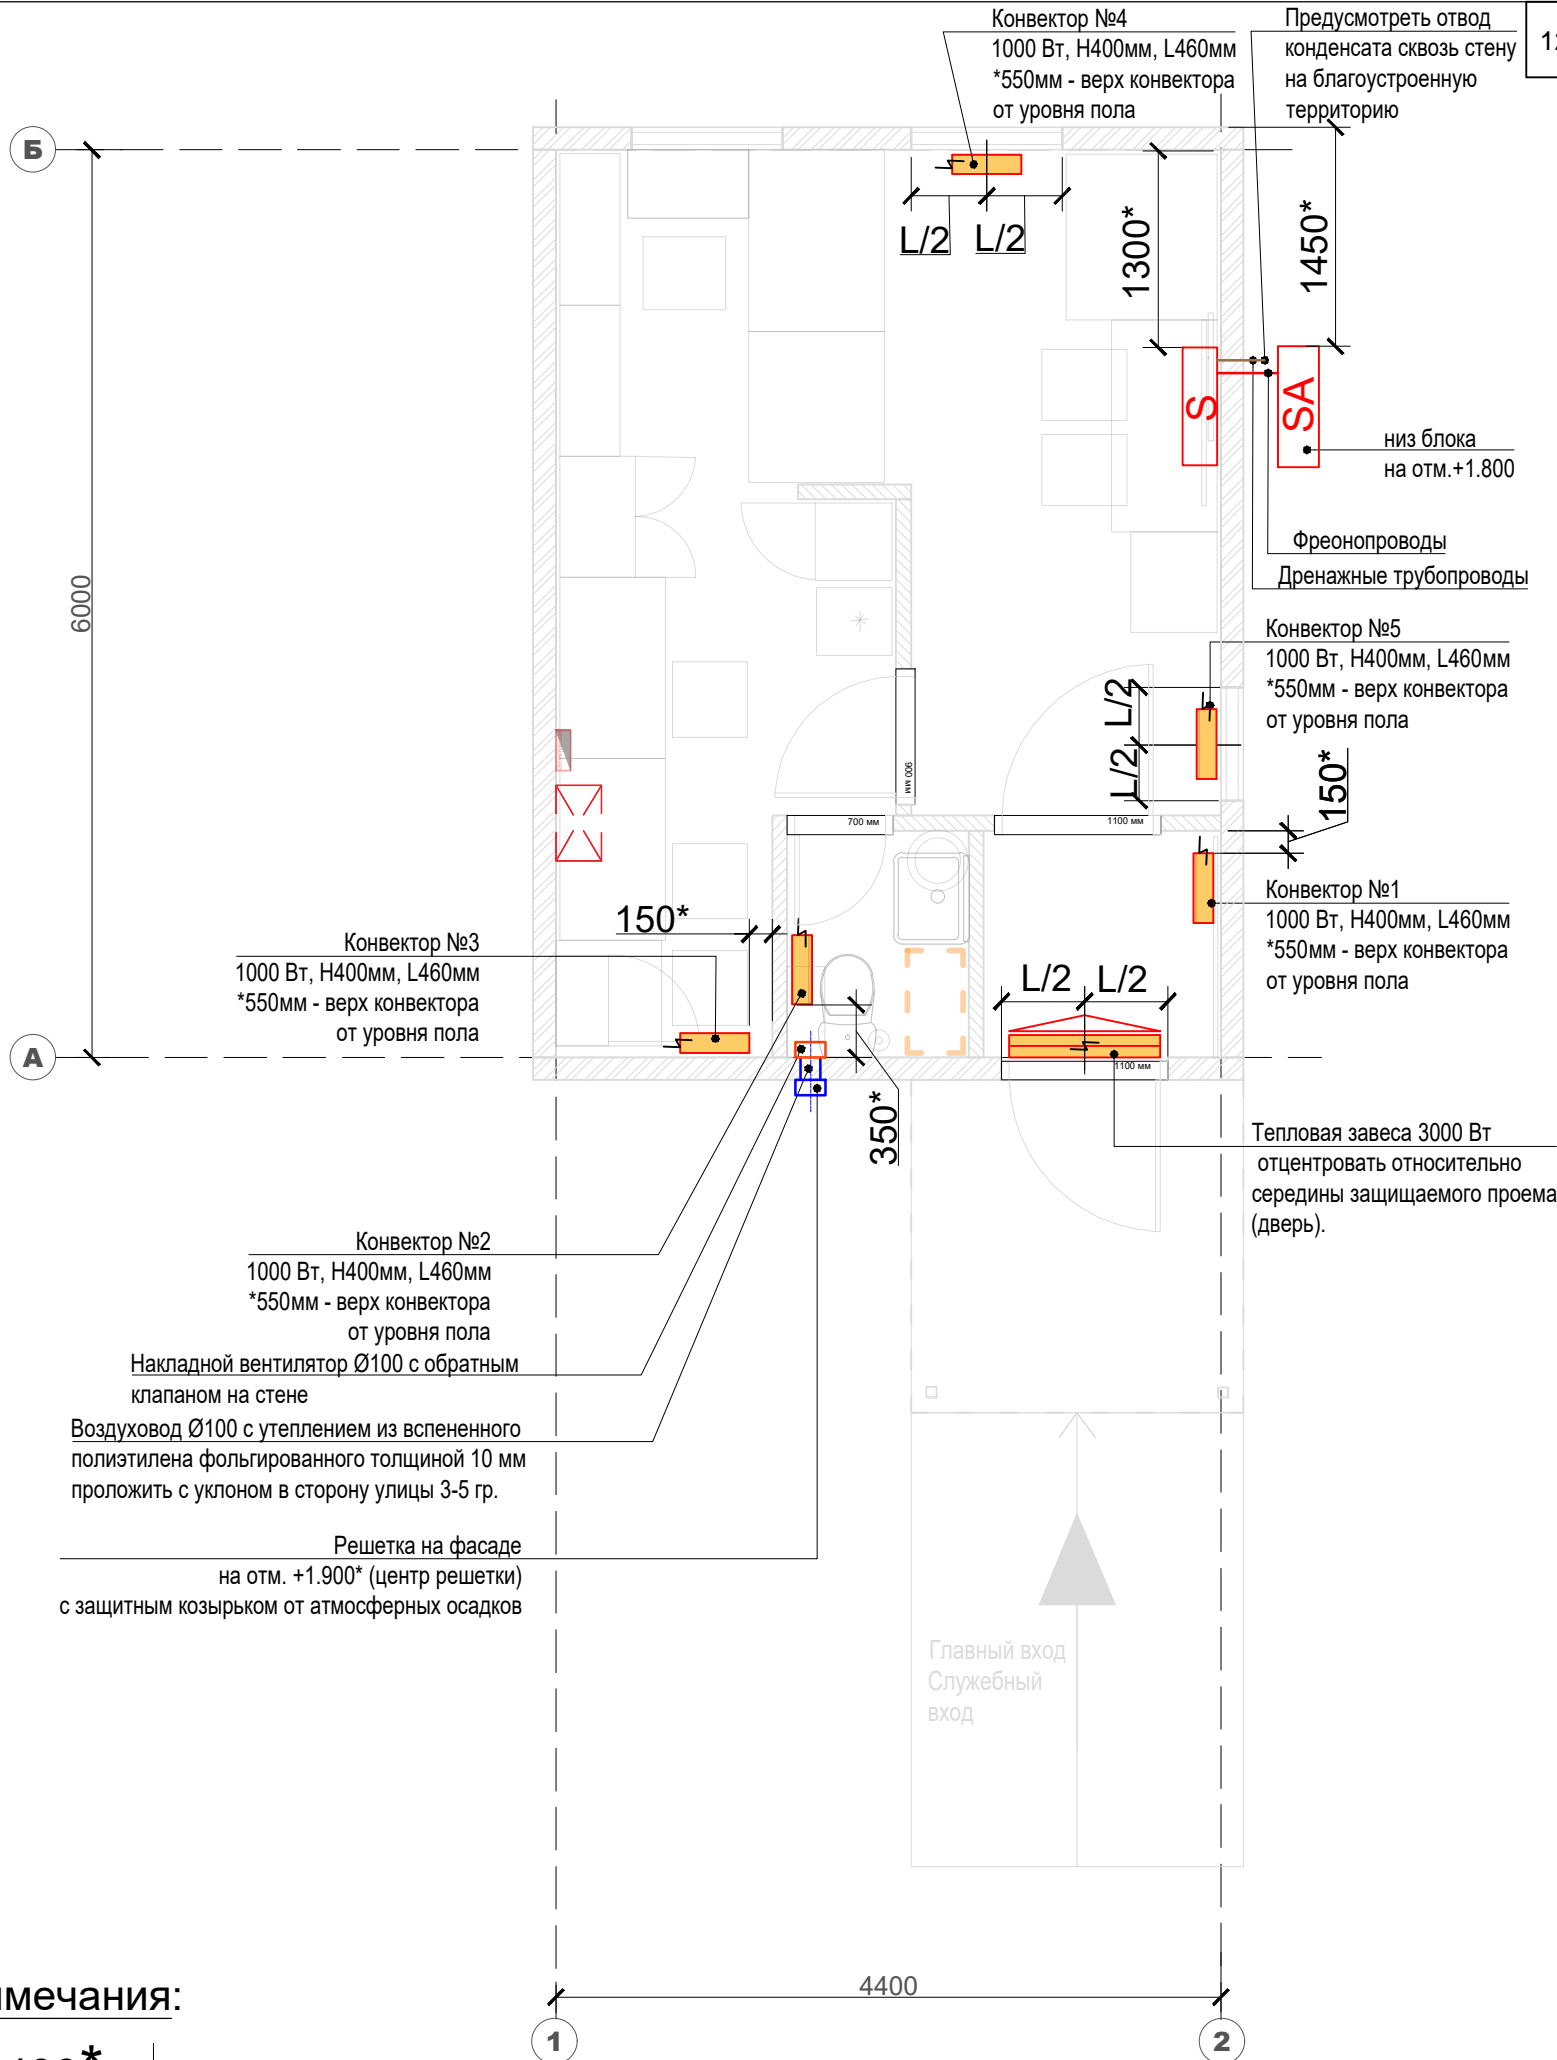 Конвектор №4
1000 Вт, Н400мм, L460мм
*550мм - верх конвектора
от уровня пола
Предусмотреть отвод
конденсата сквозь стену
на благоустроенную
территорию
Б
L/2
L/2
1300*
1450*
S
SA
низ блока
на отм.+1.800
Фреонопроводы
Дренажные трубопроводы
6000
Конвектор №5
1000 Вт, Н400мм, L460мм
*550мм - верх конвектора
от уровня пола
L/2
L/2
900 мм
700 мм
1100 мм
150*
Конвектор №1
1000 Вт, Н400мм, L460мм
*550мм - верх конвектора
от уровня пола
150*
Конвектор №3
1000 Вт, Н400мм, L460мм
*550мм - верх конвектора
от уровня пола
L/2
L/2
А
1100 мм
350*
Тепловая завеса 3000 Вт
отцентровать относительно
середины защищаемого проема
(дверь).
Конвектор №2
1000 Вт, Н400мм, L460мм
*550мм - верх конвектора
от уровня пола
Накладной вентилятор Ø100 с обратным
клапаном на стене
Воздуховод Ø100 с утеплением из вспененного
полиэтилена фольгированного толщиной 10 мм
проложить с уклоном в сторону улицы 3-5 гр.
Решетка на фасаде
на отм. +1.900* (центр решетки)
с защитным козырьком от атмосферных осадков
Главный вход
Служебный
вход
4400
1
2